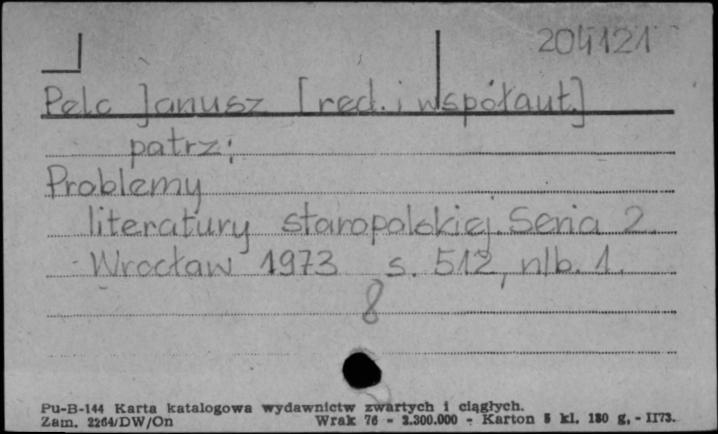 204121
Pelc Janusz [red. i współaut.]
patrz:
Problemy
literatury staropolskiej. Seria 2.
Wrocław 1973 s. 512, nlb. 1.
8
Pu-B-144 Karta katalogowa wydawnictw zwartych i ciągłych.
Zam. 2264/DW/On Wrak 76 - 2.300.000 - Karton 5 kl. 180 g. - II73.